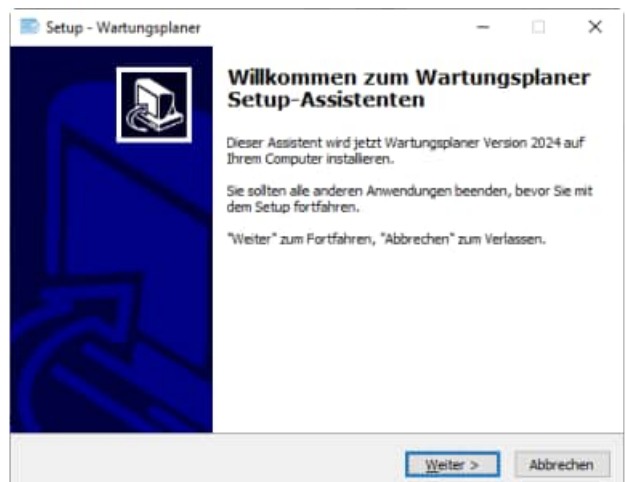 Setup - Wartungsplaner
Willkommen zum Wartungsplaner
Setup-Assistenten
Dieser Assistent wird jetzt Wartungsplaner Version 2024 auf
Ihrem Computer installieren.
Sie sollten alle anderen Anwendungen beenden, bevor Sie mit
dem Setup fortfahren.
"Weiter" zum Fortfahren, "Abbrechen" zum Verlassen.
Weiter >
Abbrechen